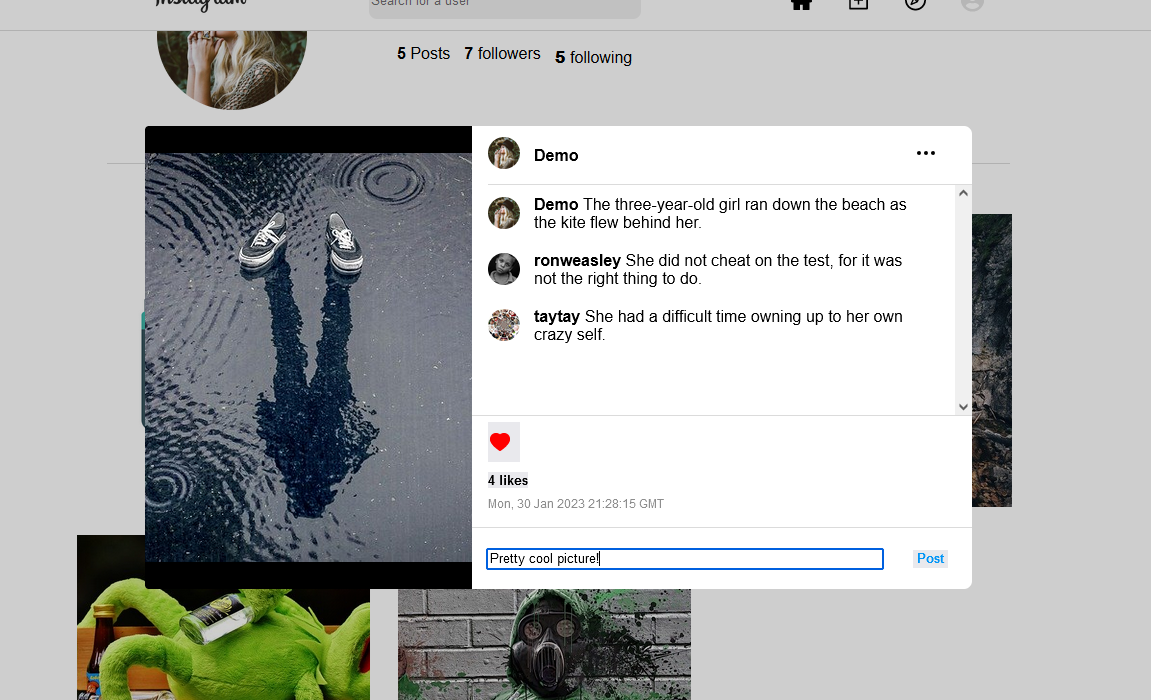 Instagram
Search for a user
5 Posts 7 followers 5 following
Demo
Demo The three-year-old girl ran down the beach as
the kite flew behind her.
ronweasley She did not cheat on the test, for it was
not the right thing to do.
taytay She had a difficult time owning up to her own
crazy self.
4 likes
Mon, 30 Jan 2023 21:28:15 GMT
Pretty cool picture!
Post